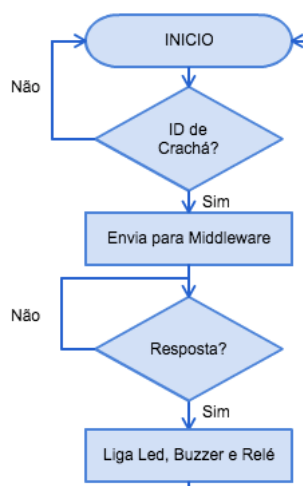 INICIO
Não
ID de
Crachá?
Sim
Envia para Middleware
Não
Resposta?
Sim
Liga Led, Buzzer e Relé